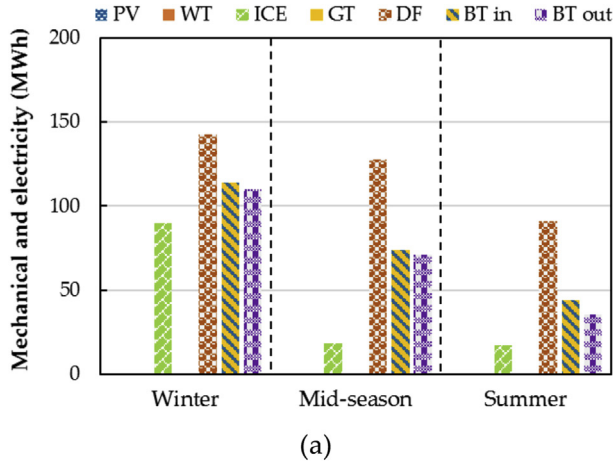 PV WT ICE GT DF BT in BT out
Mechanical and electricity (MWh)
200
150
100
50
0
Winter Mid-season Summer
(a)